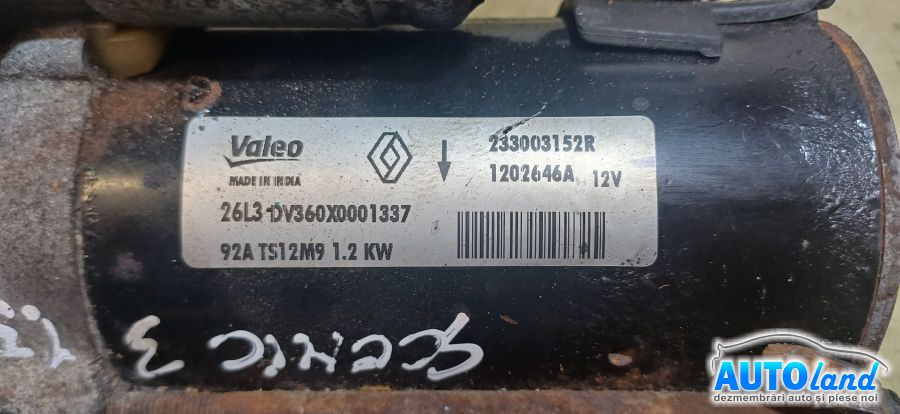 Valeo
MADE IN INDIA
233003152R
1202646A 12V
26L3 DV360X0001337
92A TS12M9 1.2 KW
Scenic 3
AUTOland
dezmembrări auto și piese noi